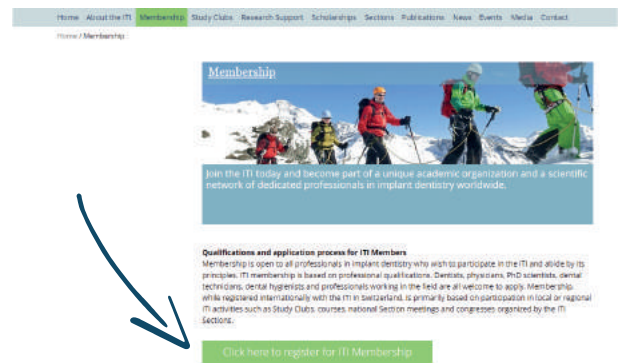 Home About the ITI Membership Study Clubs Research Support Scholarships Sections Publications News Events Media Contact
Home / Membership
Membership
Join the ITI today and become part of a unique academic organization and a scientific
network of dedicated professionals in implant dentistry worldwide.
Qualifications and application process for ITI Members
Membership is open to all professionals in implant dentistry who wish to participate in the ITI and abide by its
principles. ITI membership is based on professional qualifications. Dentists, physicians, PhD scientists, dental
technicians, dental hygienists and professionals working in the field are all welcome to apply. Membership,
while registered internationally with the ITI in Switzerland, is primarily based on participation in local or regional
ITI activities such as Study Clubs, courses, national Section meetings and congresses organized by the ITI
Sections.
Click here to register for ITI Membership